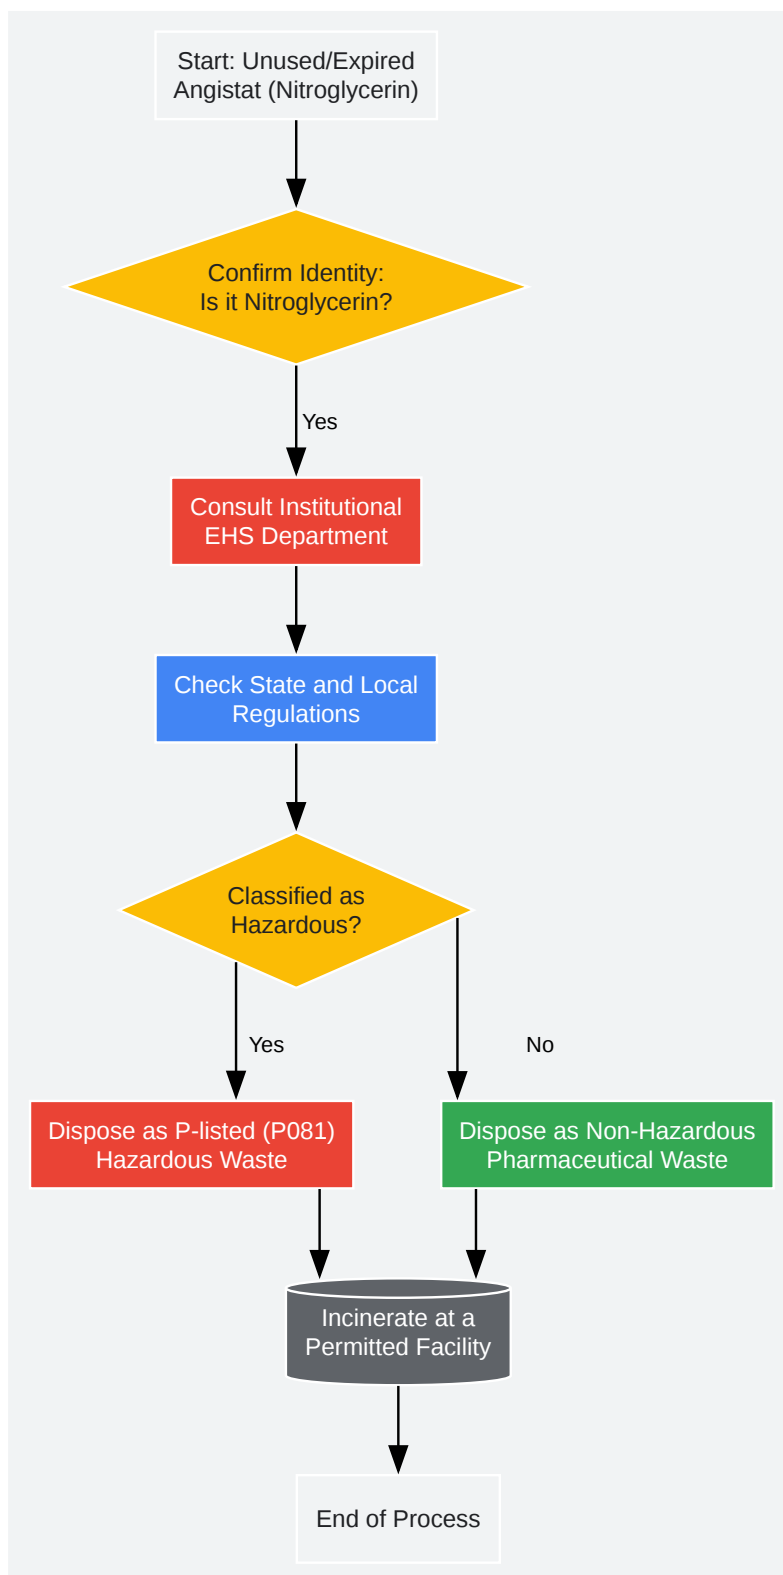 Start: Unused/Expired
Angistat (Nitroglycerin)
Confirm Identity:
Is it Nitroglycerin?
Yes
Consult Institutional
EHS Department
Check State and Local
Regulations
Classified as
Hazardous?
Yes
No
Dispose as P-listed (P081)
Hazardous Waste
Dispose as Non-Hazardous
Pharmaceutical Waste
Incinerate at a
Permitted Facility
End of Process